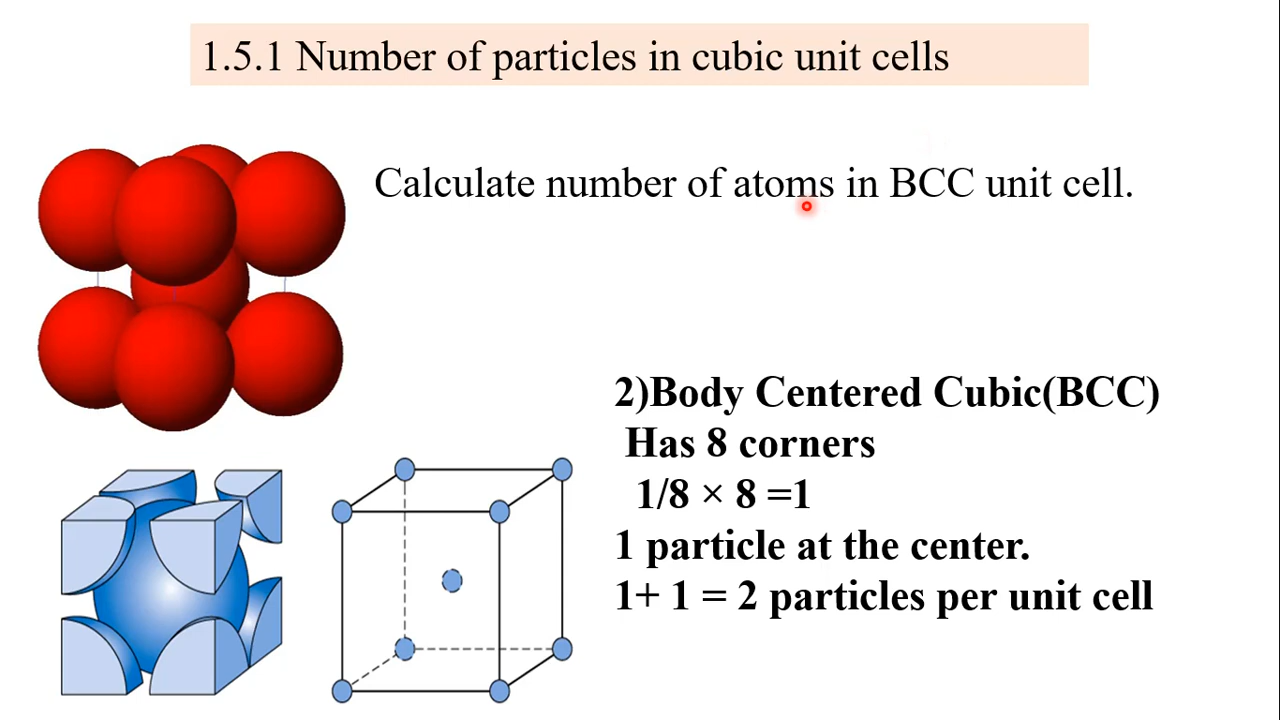 1.5.1 Number of particles in cubic unit cells
Calculate number of atoms in BCC unit cell.
2)Body Centered Cubic(BCC)
Has 8 corners
1/8 × 8 =1
1 particle at the center.
1+ 1 = 2 particles per unit cell